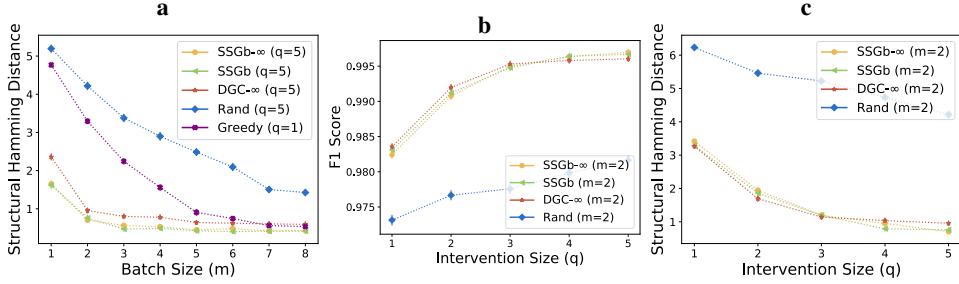 a
Structural Hamming Distance
5
4
3
2
1
1 2 3 4 5 6 7 8
Batch Size (m)
SSGb-∞ (q=5)
SSGb (q=5)
DGC-∞ (q=5)
Rand (q=5)
Greedy (q=1)
b
F1 Score
0.995
0.990
0.985
0.980
0.975
1 2 3 4 5
Intervention Size (q)
SSGb-∞ (m=2)
SSGb (m=2)
DGC-∞ (m=2)
Rand (m=2)
c
Structural Hamming Distance
6
5
4
3
2
1
1 2 3 4 5
Intervention Size (q)
SSGb-∞ (m=2)
SSGb (m=2)
DGC-∞ (m=2)
Rand (m=2)